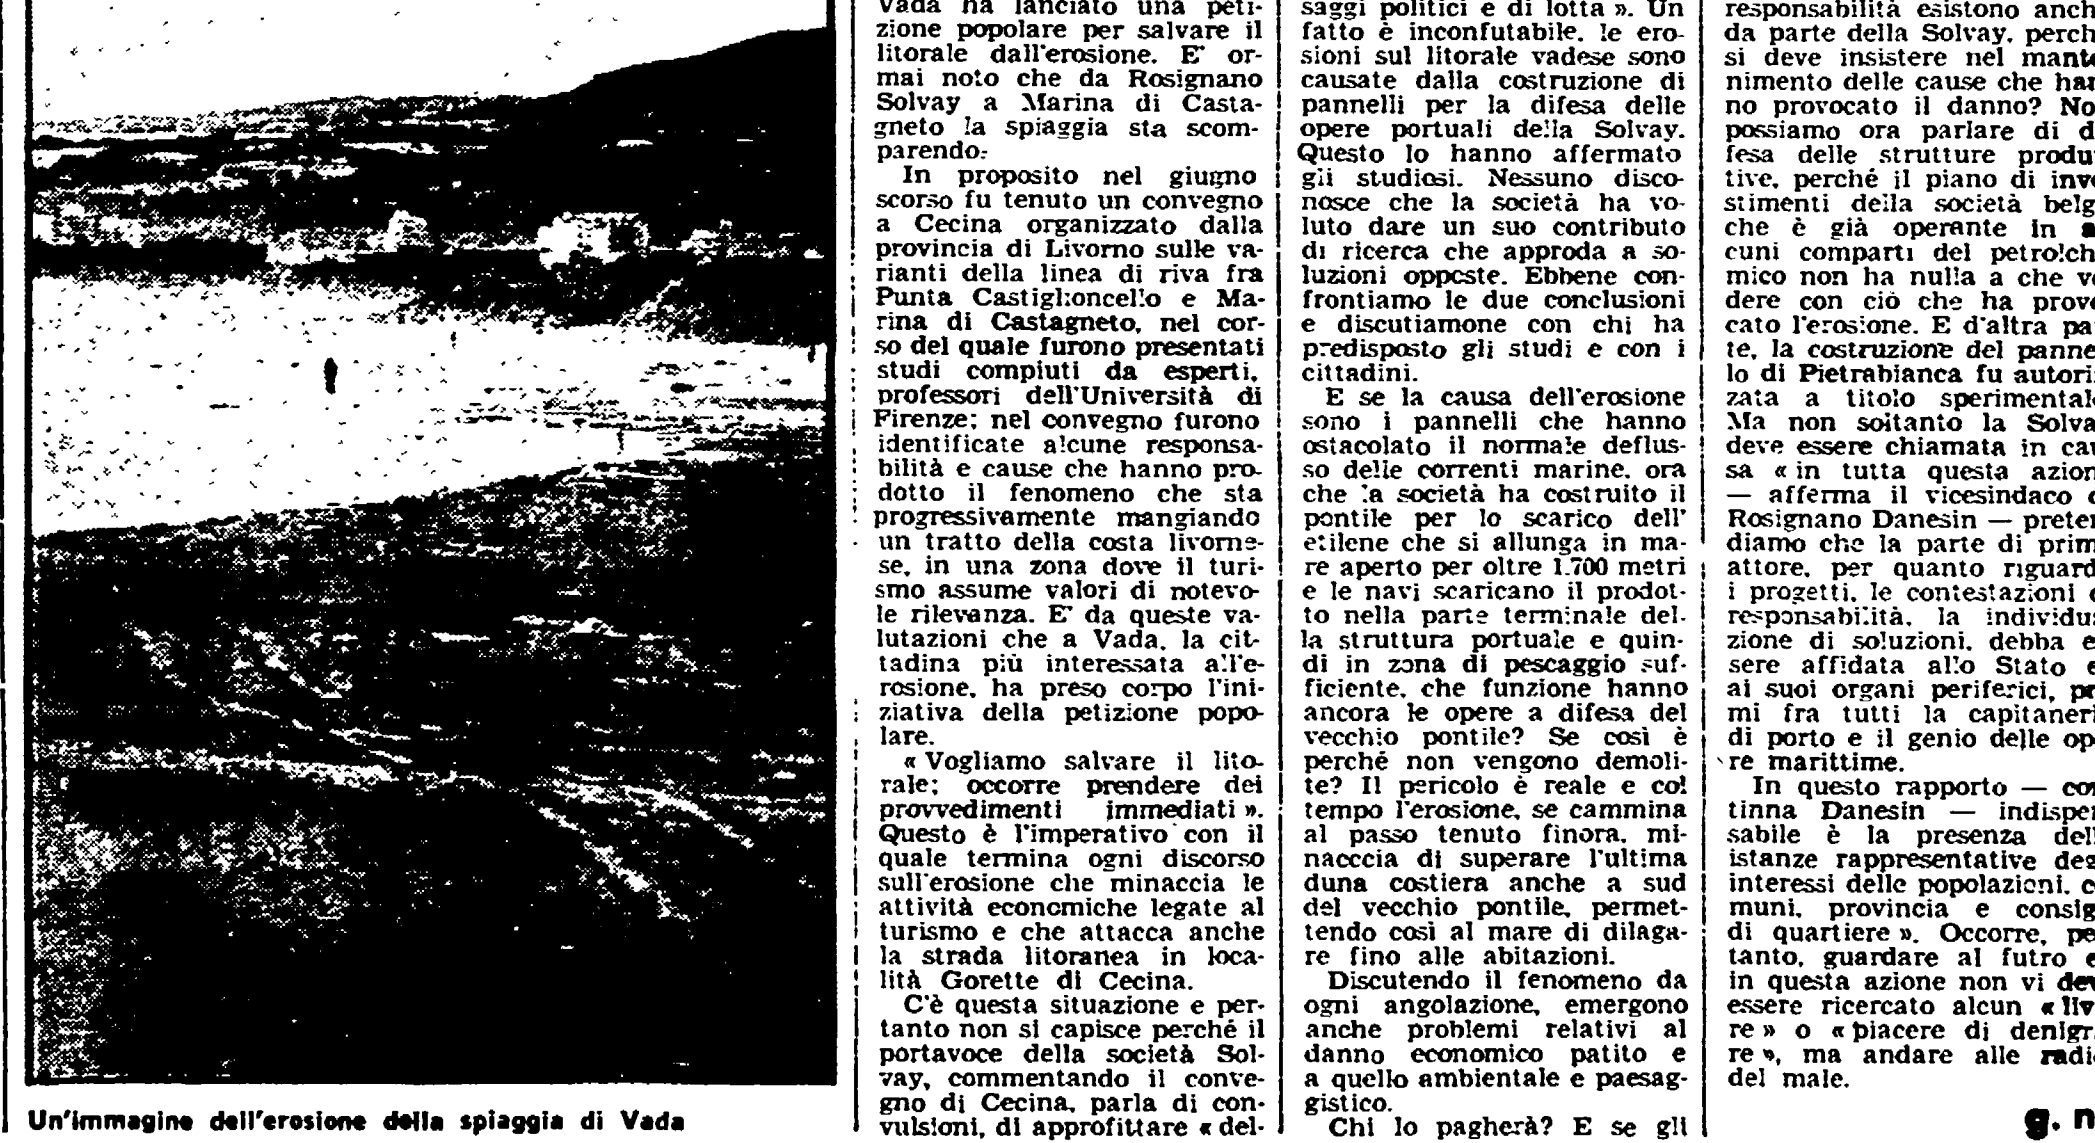 Un'immagine dell'erosione della spiaggia di Vada
Vada ha lanciato una peti-
zione popolare per salvare il
litorale dall'erosione. E' or-
mai noto che da Rosignano
Solvay a Marina di Casta-
gneto la spiaggia sta scom-
parendo.
In proposito nel giugno
scorso fu tenuto un convegno
a Cecina organizzato dalla
provincia di Livorno sulle va-
rianti della linea di riva fra
Punta Castiglioncello e Ma-
rina di Castagneto, nel cor-
so del quale furono presentati
studi compiuti da esperti,
professori dell'Università di
Firenze; nel convegno furono
identificate alcune responsa-
bilità e cause che hanno pro-
dotto il fenomeno che sta
progressivamente mangiando
un tratto della costa livorne-
se, in una zona dove il turi-
smo assume valori di notevo-
le rilevanza. E' da queste va-
lutazioni che a Vada, la cit-
tadina più interessata all'e-
rosione, ha preso corpo l'ini-
ziativa della petizione popo-
lare.
« Vogliamo salvare il lito-
rale; occorre prendere dei
provvedimenti immediati ».
Questo è l'imperativo con il
quale termina ogni discorso
sull'erosione che minaccia le
attività economiche legate al
turismo e che attacca anche
la strada litoranea in loca-
lità Gorette di Cecina.
C'è questa situazione e per-
tanto non si capisce perché il
portavoce della società Sol-
vay, commentando il conve-
gno di Cecina, parla di con-
vulsioni, di approfittare « del-
saggi politici e di lotta ». Un
fatto è inconfutabile, le ero-
sioni sul litorale vadese sono
causate dalla costruzione di
pannelli per la difesa delle
opere portuali della Solvay.
Questo lo hanno affermato
gli studiosi. Nessuno disco-
nosce che la società ha vo-
luto dare un suo contributo
di ricerca che approda a so-
luzioni opposte. Ebbene con-
frontiamo le due conclusioni
e discutiamone con chi ha
predisposto gli studi e con i
cittadini.
E se la causa dell'erosione
sono i pannelli che hanno
ostacolato il normale deflus-
so delle correnti marine, ora
che la società ha costruito il
pontile per lo scarico dell'
etilene che si allunga in ma-
re aperto per oltre 1.700 metri
e le navi scaricano il prodot-
to nella parte terminale del-
la struttura portuale e quin-
di in zona di pescaggio suf-
ficiente, che funzione hanno
ancora le opere a difesa del
vecchio pontile? Se così è
perché non vengono demoli-
te? Il pericolo è reale e col
tempo l'erosione, se cammina
al passo tenuto finora, mi-
nacccia di superare l'ultima
duna costiera anche a sud
del vecchio pontile, permet-
tendo così al mare di dilaga-
re fino alle abitazioni.
Discutendo il fenomeno da
ogni angolazione, emergono
anche problemi relativi al
danno economico patito e
a quello ambientale e paesag-
gistico.
Chi lo pagherà? E se gli
responsabilità esistono anch
da parte della Solvay, perch
si deve insistere nel mante
nimento delle cause che han
no provocato il danno? No
possiamo ora parlare di di
fesa delle strutture produt
tive, perché il piano di inve
stimenti della società belg
che è già operante in a
cuni comparti del petrolchi
mico non ha nulla a che ve
dere con ciò che ha provo
cato l'erosione. E d'altra par
te, la costruzione del pannel
lo di Pietrabianca fu autoriz
zata a titolo sperimentale
Ma non soltanto la Solva
deve essere chiamata in cau
sa « in tutta questa azion
— afferma il vicesindaco d
Rosignano Danesin — preten
diamo che la parte di prim
attore, per quanto riguard
i progetti, le contestazioni d
responsabilità, la individua
zione di soluzioni, debba es
sere affidata allo Stato e
ai suoi organi periferici, pr
mi fra tutti la capitaneri
di porto e il genio delle ope
re marittime.
In questo rapporto — con
tinna Danesin — indispen
sabile è la presenza dell
istanze rappresentative deg
interessi delle popolazioni, co
muni, provincia e consigl
di quartiere ». Occorre, per
tanto, guardare al futro e
in questa azione non vi dev
essere ricercato alcun « liv
re » o « piacere di denigra
re », ma andare alle radi
del male.
g. n